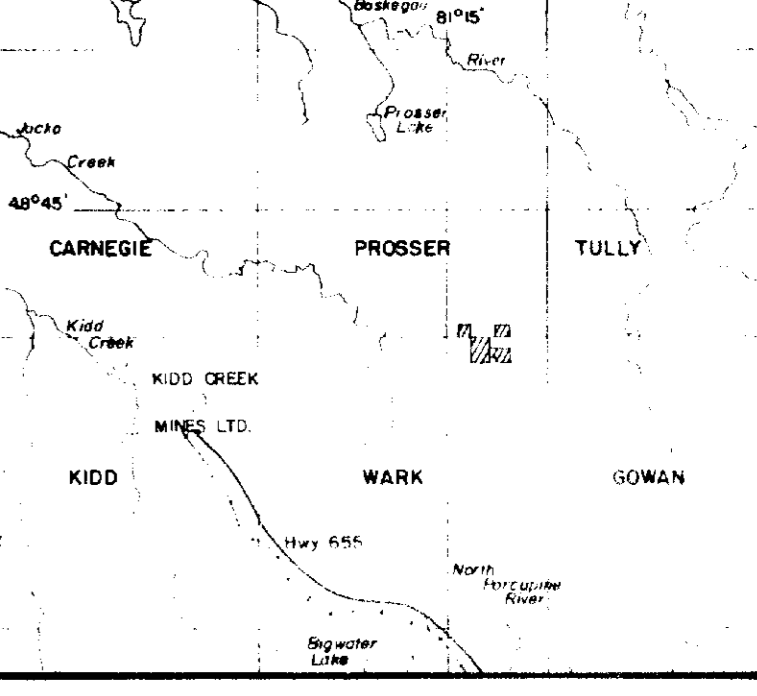 Boskegau
81°15'
River
Prosser
Lake
Jocko
Creek
48°45'
CARNEGIE
PROSSER
TULLY
Kidd
Creek
KIDD CREEK
MINES LTD.
KIDD
WARK
GOWAN
Hwy 655
North
Porcupine
River
Bigwater
Lake